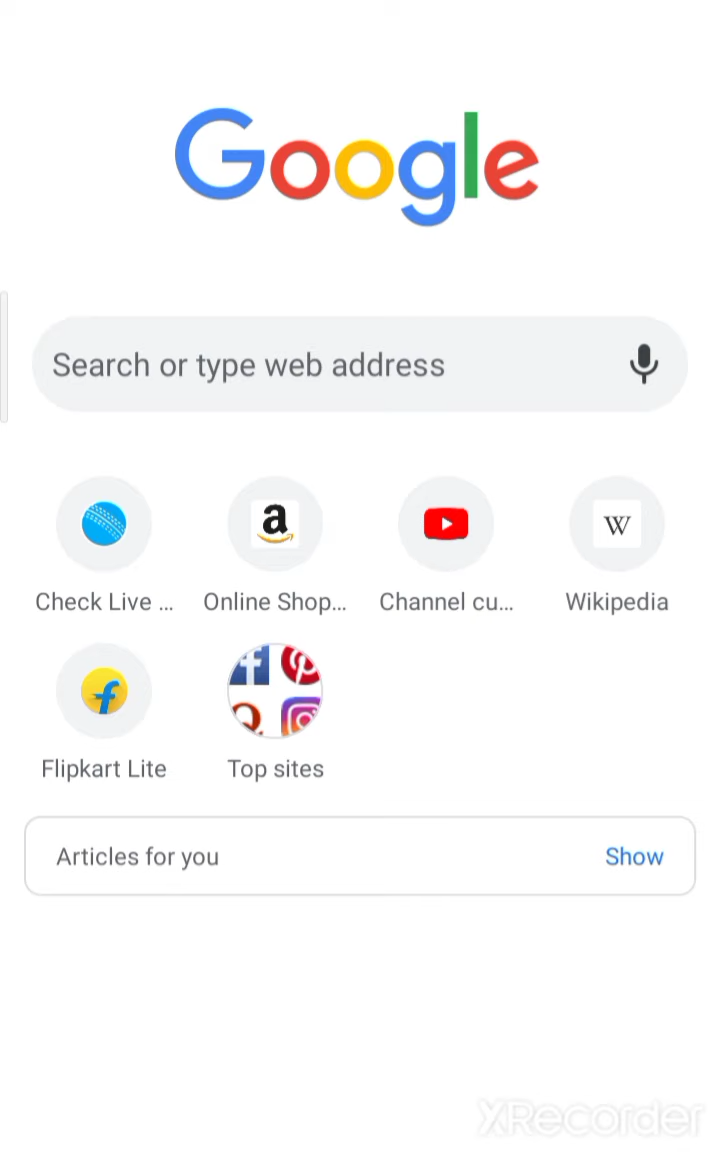 Google
Search or type web address
Check Live ...
Online Shop...
Channel cu...
Wikipedia
Flipkart Lite
Top sites
Articles for you
Show
XRecorder